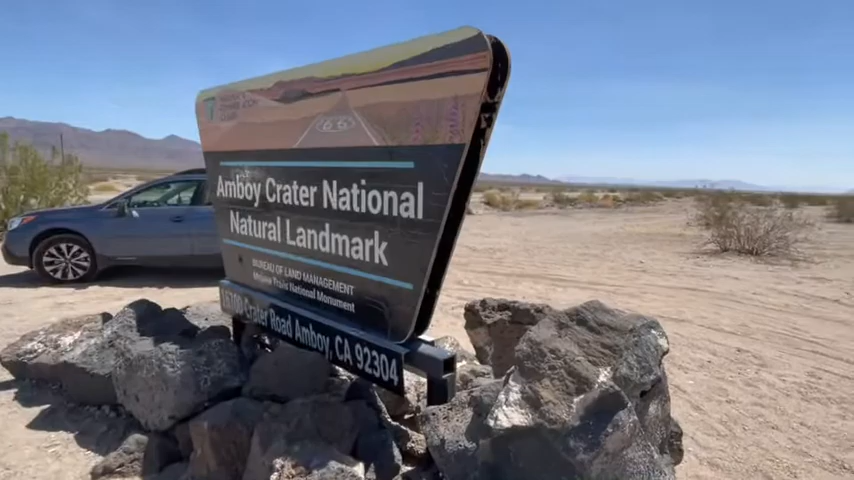 66
Amboy Crater National
Natural Landmark
BUREAU OF LAND MANAGEMENT
Mojave Trails National Monument
Crater Road Amboy, CA 92304